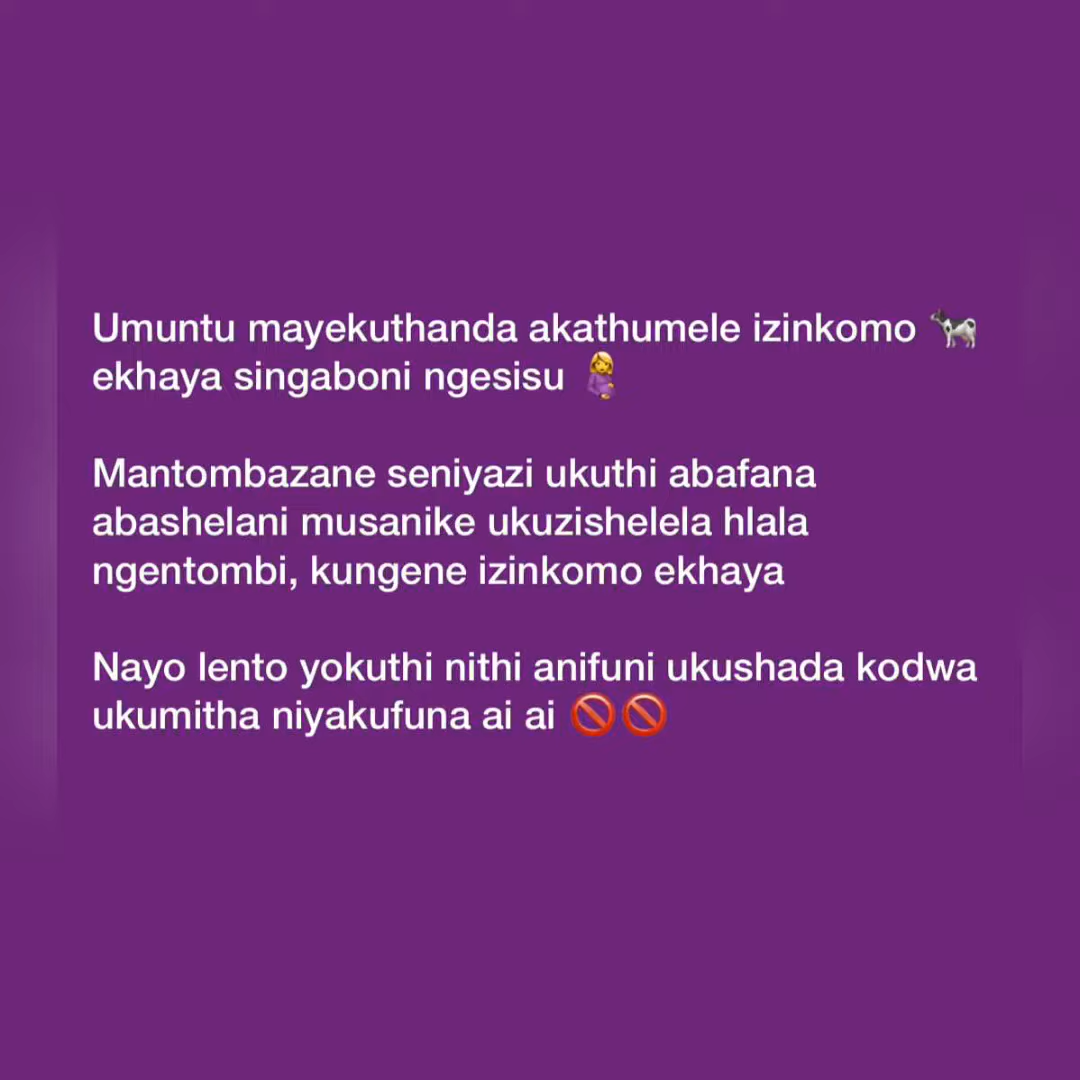 Umuntu mayekuthanda akathumele izinkomo 🐄
ekhaya singaboni ngesisu 🤰
Mantombazane seniyazi ukuthi abafana
abashelani musanike ukuzishelela hlala
ngentombi, kungene izinkomo ekhaya
Nayo lento yokuthi nithi anifuni ukushada kodwa
ukumitha niyakufuna ai ai 🚫🚫